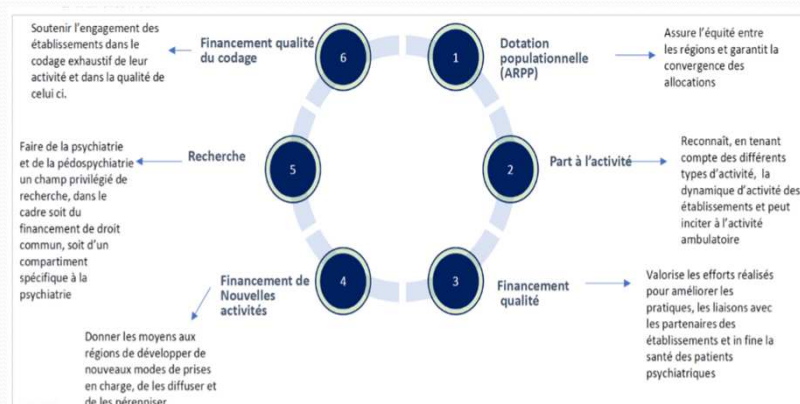 1
Dotation
populationnelle
(ARPP)
Assure l'équité entre
les régions et garantit la
convergence des
allocations
2
Part à l'activité
Reconnaît, en tenant
compte des différents
types d'activité, la
dynamique d'activité des
établissements et peut
inciter à l'activité
ambulatoire
3
Financement
qualité
Valorise les efforts réalisés
pour améliorer les
pratiques, les liaisons avec
les partenaires des
établissements et in fine la
santé des patients
psychiatriques
4
Financement de
Nouvelles
activités
Donner les moyens aux
régions de développer de
nouveaux modes de prises
en charge, de les diffuser et
de les pérenniser
5
Recherche
Faire de la psychiatrie
et de la pédospychiatrie
un champ privilégié de
recherche, dans le
cadre soit du
financement de droit
commun, soit d'un
compartiment
spécifique à la
psychiatrie
6
Financement qualité
du codage
Soutenir l'engagement des
établissements dans le
codage exhaustif de leur
activité et dans la qualité de
celui ci.